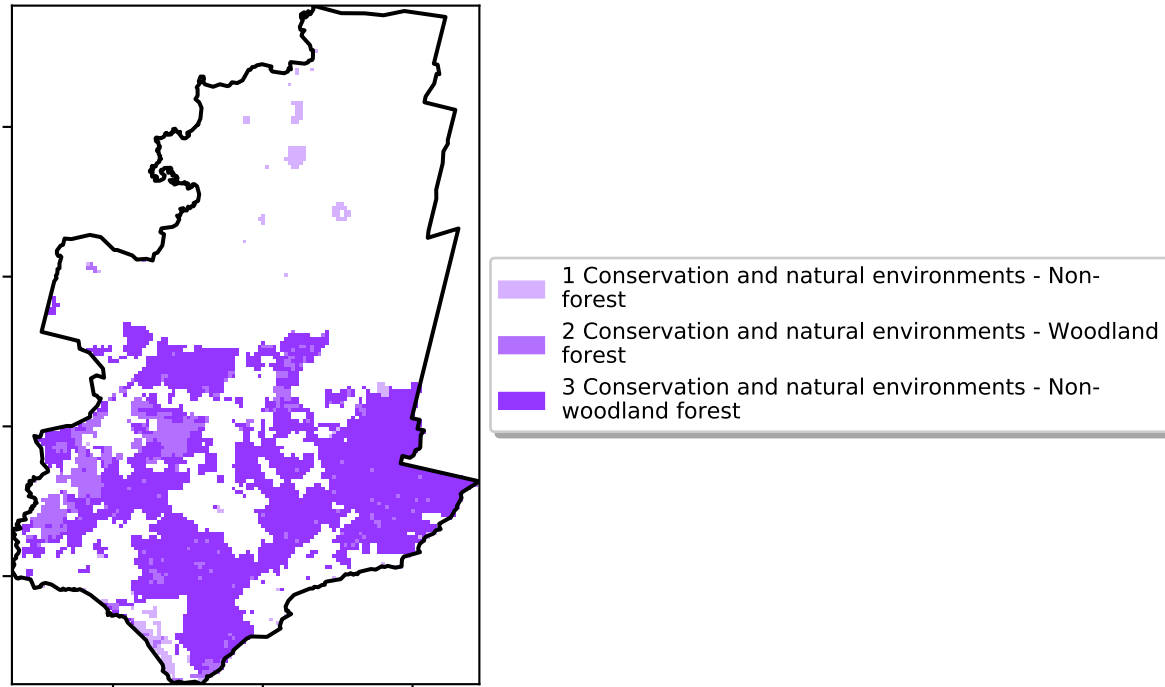 1 Conservation and natural environments - Non-
forest
2 Conservation and natural environments - Woodland
forest
3 Conservation and natural environments - Non-
woodland forest